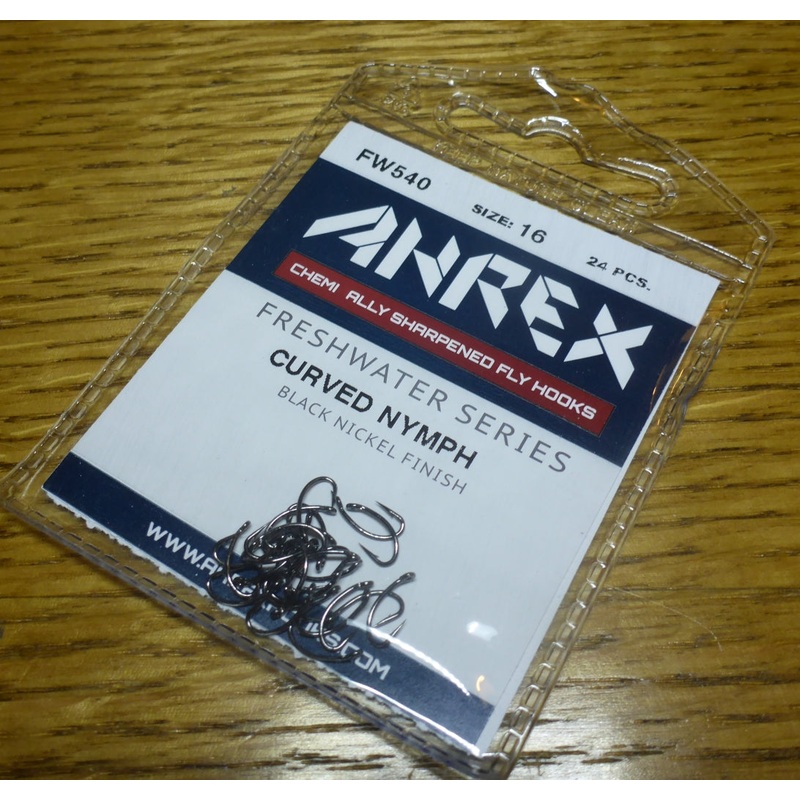 FW540 SIZE: 16 24 PCS.
AHREX
CHEMI ALLY SHARPENED FLY HOOKS
FRESHWATER SERIES
CURVED NYMPH
BLACK NICKEL FINISH